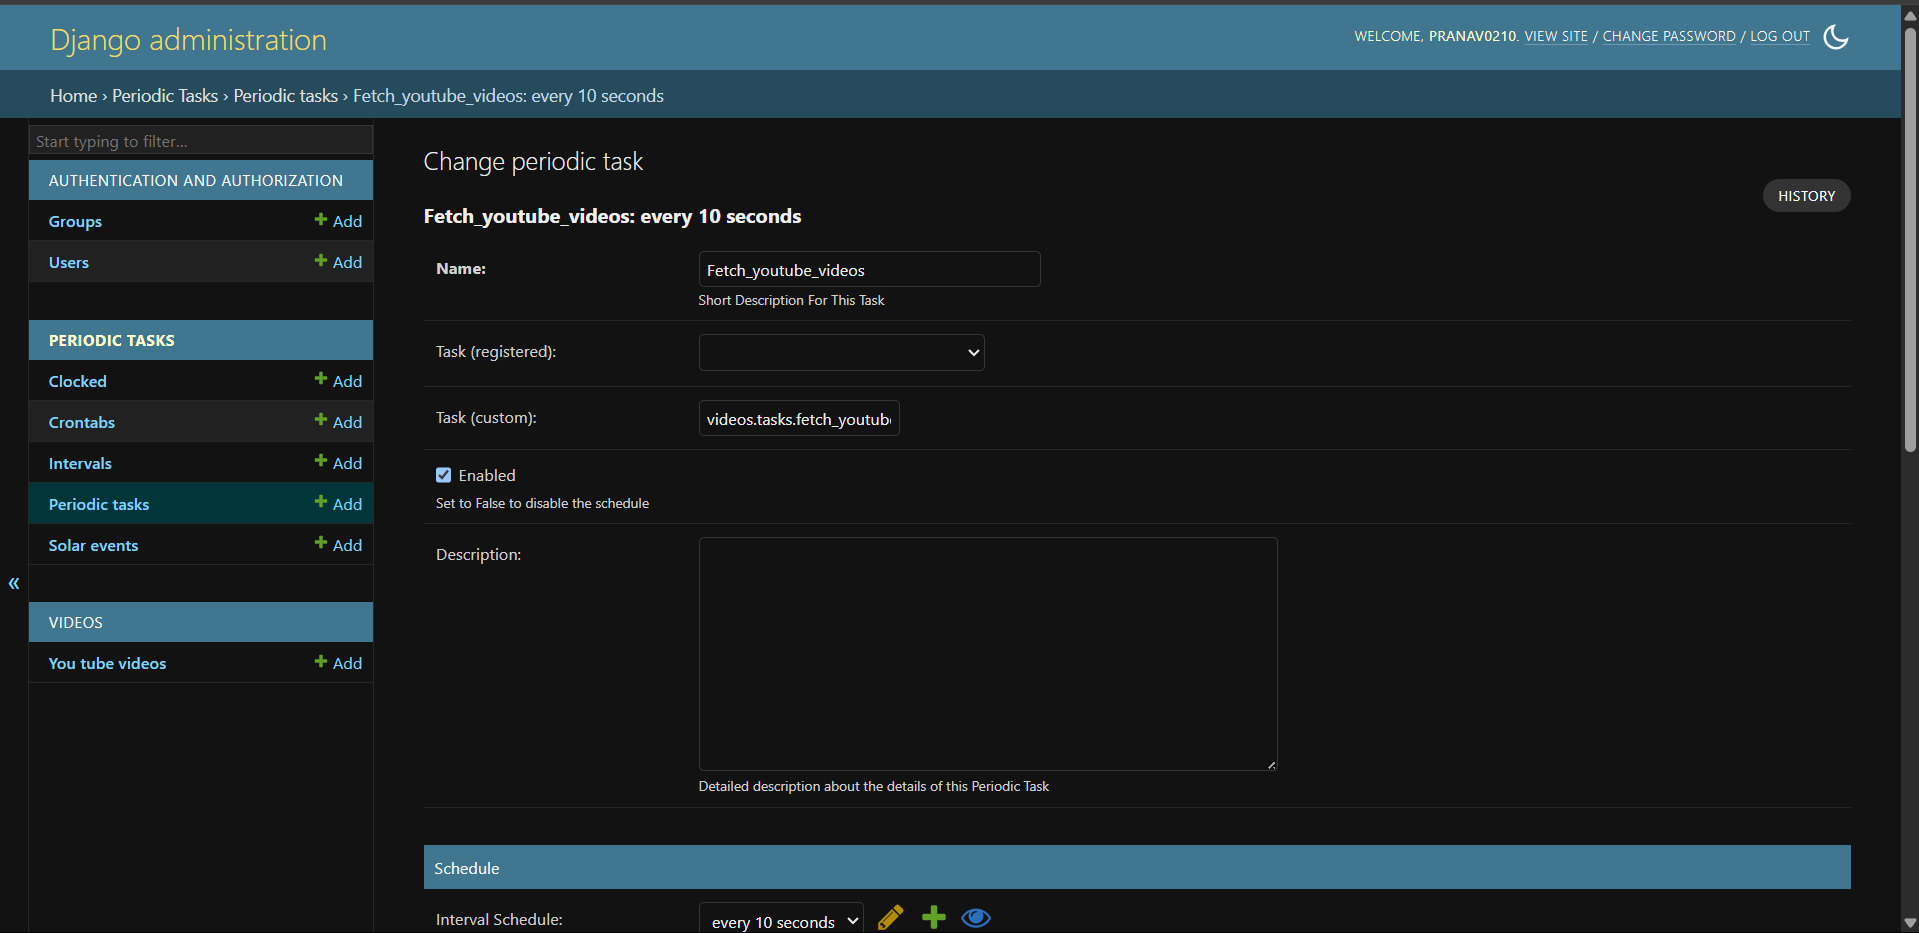 Django administration
WELCOME, PRANAV0210. VIEW SITE / CHANGE PASSWORD / LOG OUT
Home › Periodic Tasks › Periodic tasks › Fetch_youtube_videos: every 10 seconds
Start typing to filter...
AUTHENTICATION AND AUTHORIZATION
Groups Add
Users Add
PERIODIC TASKS
Clocked Add
Crontabs Add
Intervals Add
Periodic tasks Add
Solar events Add
«
VIDEOS
You tube videos Add
Change periodic task
HISTORY
Fetch_youtube_videos: every 10 seconds
Name: Fetch_youtube_videos
Short Description For This Task
Task (registered):
Task (custom): videos.tasks.fetch_youtub
Enabled
Set to False to disable the schedule
Description:
Detailed description about the details of this Periodic Task
Schedule
Interval Schedule: every 10 seconds